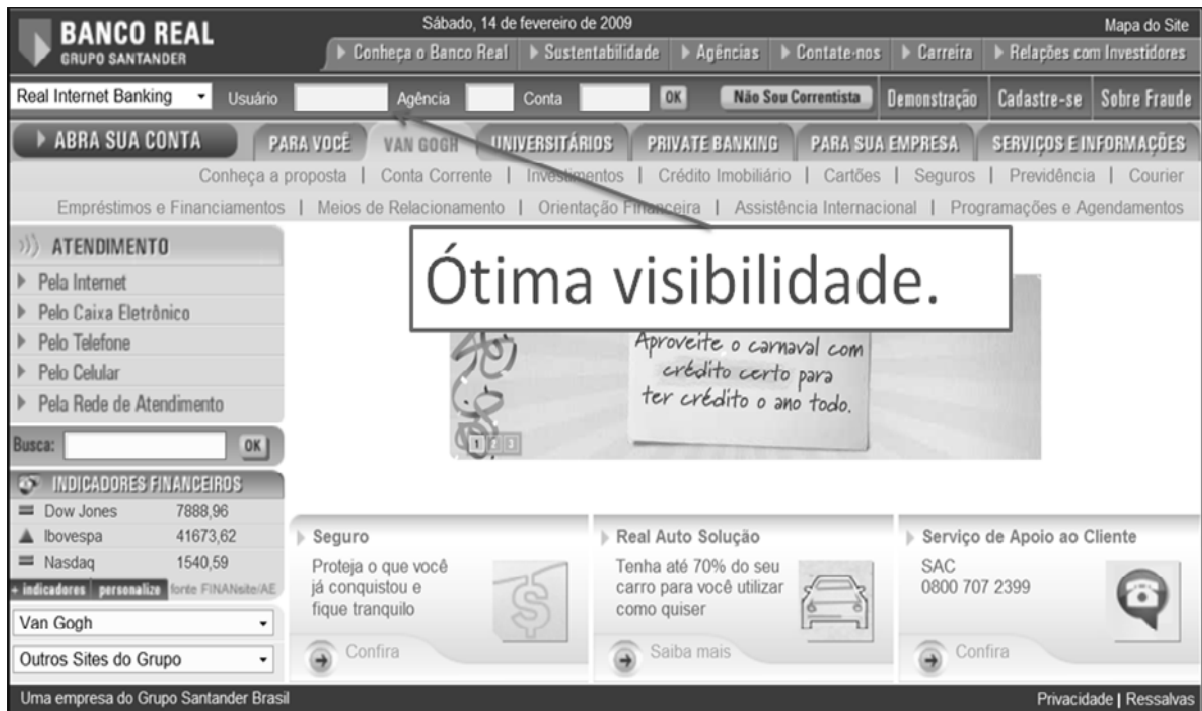 BANCO REAL
GRUPO SANTANDER
Sábado, 14 de fevereiro de 2009
Mapa do Site
Conheça o Banco Real Sustentabilidade Agências Contate-nos Carreira Relações com Investidores
Real Internet Banking Usuário Agência Conta OK Não Sou Correntista Demonstração Cadastre-se Sobre Fraude
ABRA SUA CONTA PARA VOCÊ VAN GOGH UNIVERSITÁRIOS PRIVATE BANKING PARA SUA EMPRESA SERVIÇOS E INFORMAÇÕES
Conheça a proposta | Conta Corrente | Investimentos | Crédito Imobiliário | Cartões | Seguros | Previdência | Courier
Empréstimos e Financiamentos | Meios de Relacionamento | Orientação Financeira | Assistência Internacional | Programações e Agendamentos
ATENDIMENTO
Pela Internet
Pelo Caixa Eletrônico
Pelo Telefone
Pelo Celular
Pela Rede de Atendimento
Busca: OK
INDICADORES FINANCEIROS
Dow Jones 7888,96
Ibovespa 41673,62
Nasdaq 1540,59
+ indicadores personalize fonte FINANsite/AE
Van Gogh
Outros Sites do Grupo
Ótima visibilidade.
Aproveite o carnaval com
crédito certo para
ter crédito o ano todo.
1 2 3
Seguro
Proteja o que você
já conquistou e
fique tranquilo
Confira
Real Auto Solução
Tenha até 70% do seu
carro para você utilizar
como quiser
Saiba mais
Serviço de Apoio ao Cliente
SAC
0800 707 2399
Confira
Uma empresa do Grupo Santander Brasil
Privacidade | Ressalvas